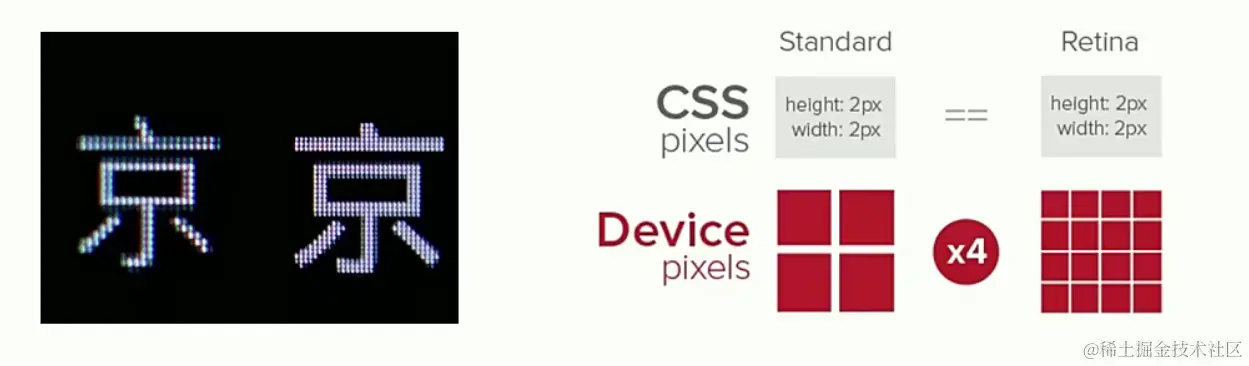 京 京
Standard Retina
CSS
pixels
height: 2px
width: 2px
==
height: 2px
width: 2px
Device
pixels
x4
@稀土掘金技术社区